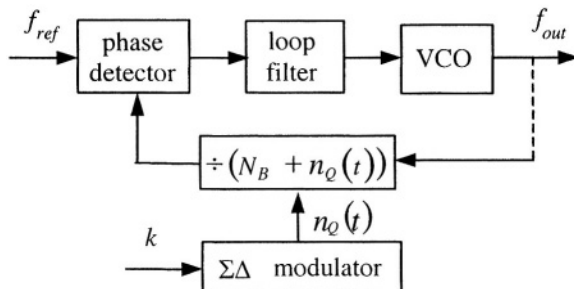 f_ref
phase detector
loop filter
VCO
f_out
÷(N_B + n_Q(t))
n_Q(t)
k
ΣΔ modulator